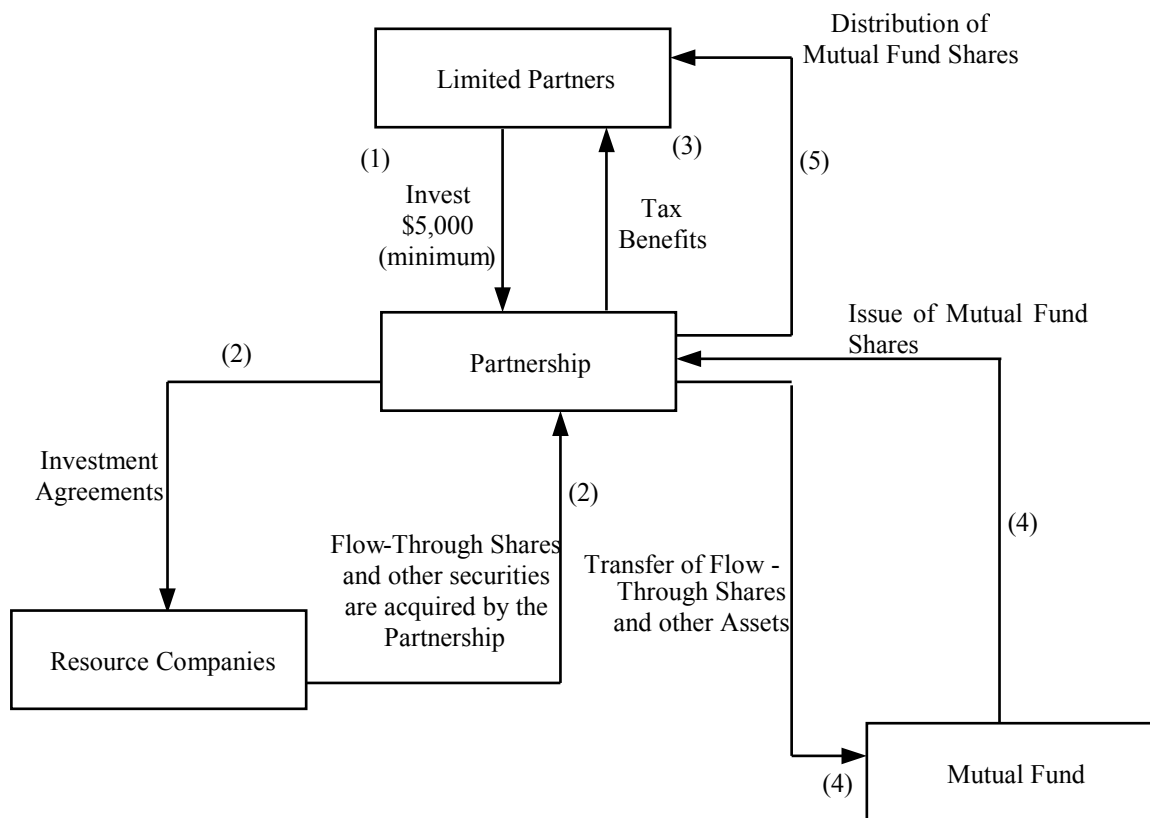 Distribution of
Mutual Fund Shares
Limited Partners
(1)
(3)
(5)
Invest
$5,000
(minimum)
Tax
Benefits
Issue of Mutual Fund
Shares
Partnership
(2)
Investment
Agreements
(2)
(4)
Flow-Through Shares
and other securities
are acquired by the
Partnership
Transfer of Flow -
Through Shares
and other Assets
Resource Companies
(4)
Mutual Fund